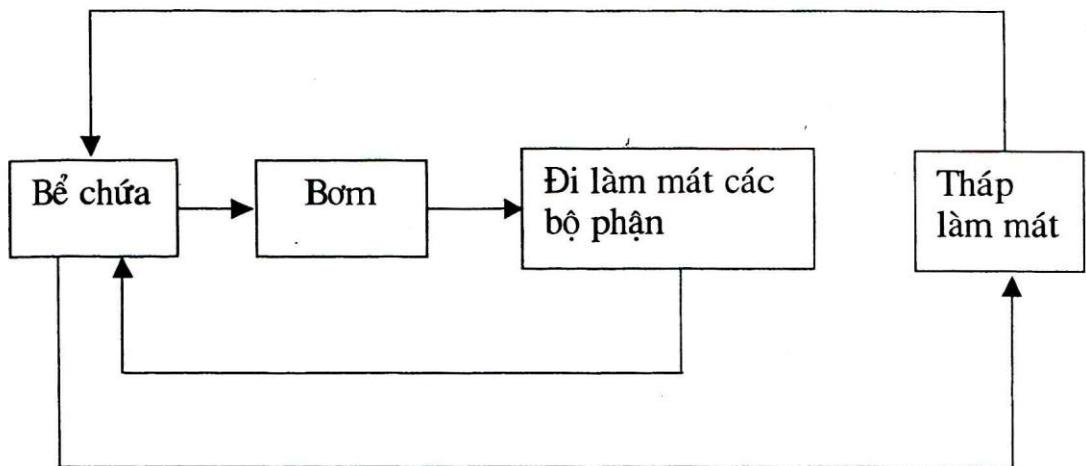 Bể chứa
Bơm
Đi làm mát các
bộ phận
Tháp
làm mát